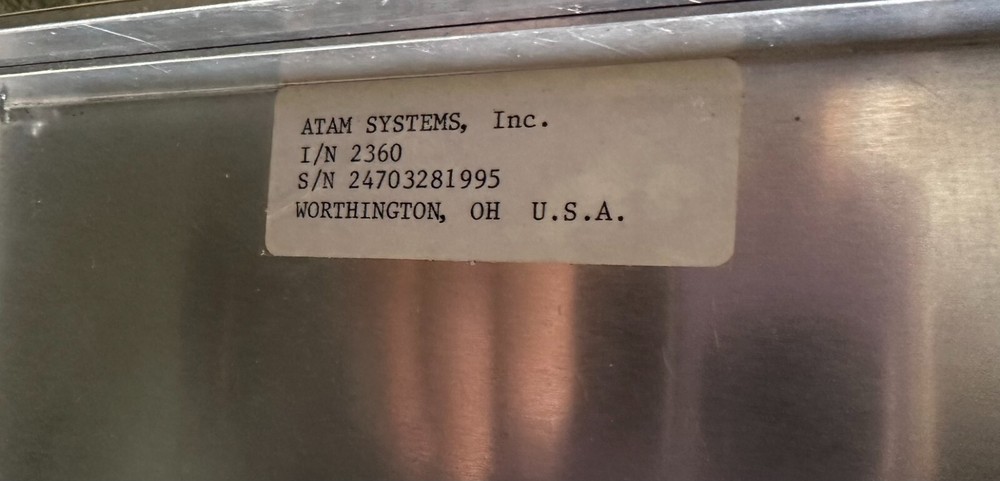 ATAM SYSTEMS, Inc.
I/N 2360
S/N 24703281995
WORTHINGTON, OH U.S.A.